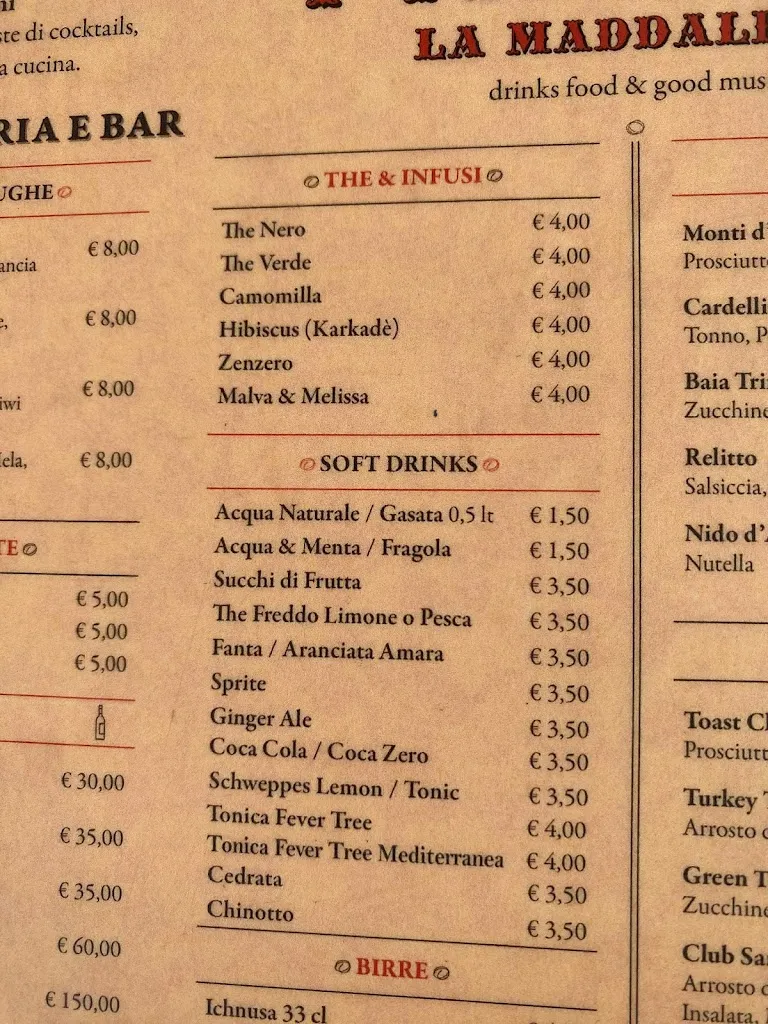 ste di cocktails,
a cucina.
RIA E BAR
UGHE
€ 8,00
ancia
€ 8,00
€ 8,00
iwi
€ 8,00
TE
€ 5,00
€ 5,00
€ 5,00
€ 30,00
€ 35,00
€ 35,00
€ 60,00
€ 150,00
LA MADDAL
drinks food & good mus
THE & INFUSI
The Nero € 4,00
The Verde € 4,00
Camomilla € 4,00
Hibiscus (Karkadè) € 4,00
Zenzero € 4,00
Malva & Melissa € 4,00
SOFT DRINKS
Acqua Naturale / Gasata 0,5 lt € 1,50
Acqua & Menta / Fragola € 1,50
Succhi di Frutta € 3,50
The Freddo Limone o Pesca € 3,50
Fanta / Aranciata Amara € 3,50
Sprite € 3,50
Ginger Ale € 3,50
Coca Cola / Coca Zero € 3,50
Schweppes Lemon / Tonic € 3,50
Tonica Fever Tree € 4,00
Tonica Fever Tree Mediterranea € 4,00
Cedrata € 3,50
Chinotto € 3,50
BIRRE
Ichnusa 33 cl
Monti d'
Prosciutto
Cardelli
Tonno, P
Baia Tri
Zucchine
Relitto
Salsiccia,
Nido d'
Nutella
Toast Cl
Prosciutt
Turkey
Arrosto
Green T
Zucchine
Club Sa
Arrosto
Insalata,